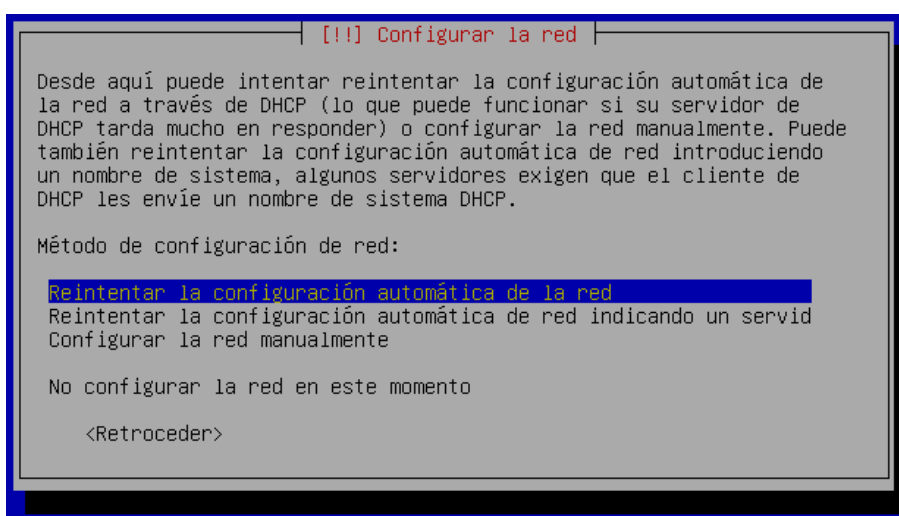 [!!] Configurar la red
Desde aquí puede intentar reintentar la configuración automática de
la red a través de DHCP (lo que puede funcionar si su servidor de
DHCP tarda mucho en responder) o configurar la red manualmente. Puede
también reintentar la configuración automática de red introduciendo
un nombre de sistema, algunos servidores exigen que el cliente de
DHCP les envíe un nombre de sistema DHCP.
Método de configuración de red:
Reintentar la configuración automática de la red
Reintentar la configuración automática de red indicando un servid
Configurar la red manualmente
No configurar la red en este momento
<Retroceder>